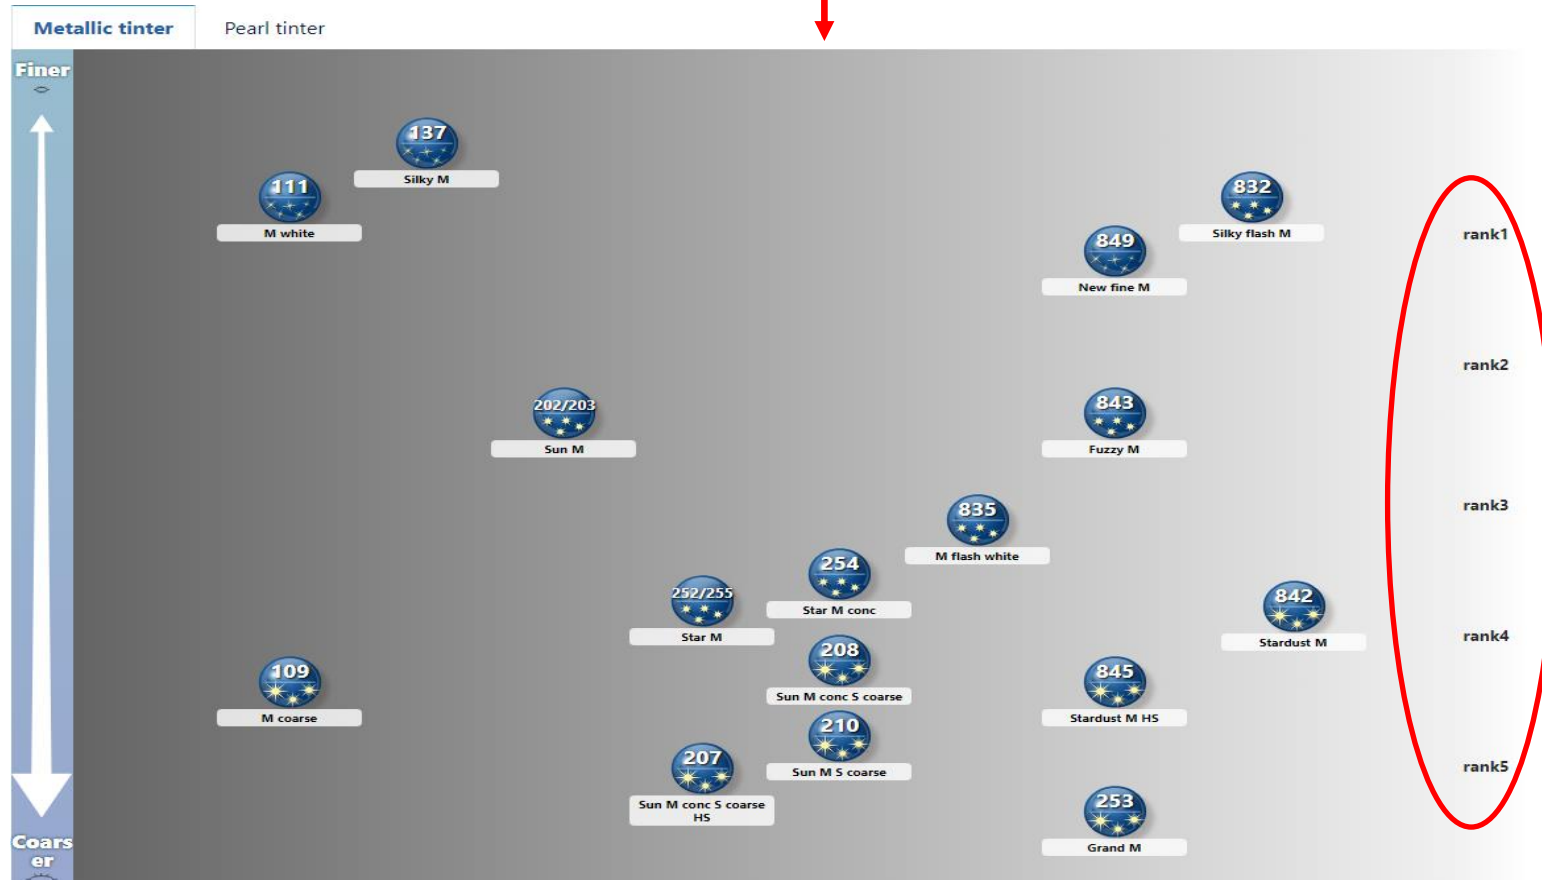 Metallic tinter
Pearl tinter
Finer
137
Silky M
111
M white
832
Silky flash M
rank1
849
New fine M
rank2
202/203
Sun M
843
Fuzzy M
rank3
835
M flash white
254
Star M conc
252/255
Star M
842
Stardust M
rank4
208
Sun M conc S coarse
109
M coarse
845
Stardust M HS
210
Sun M S coarse
207
Sun M conc S coarse
HS
rank5
253
Grand M
Coars
er